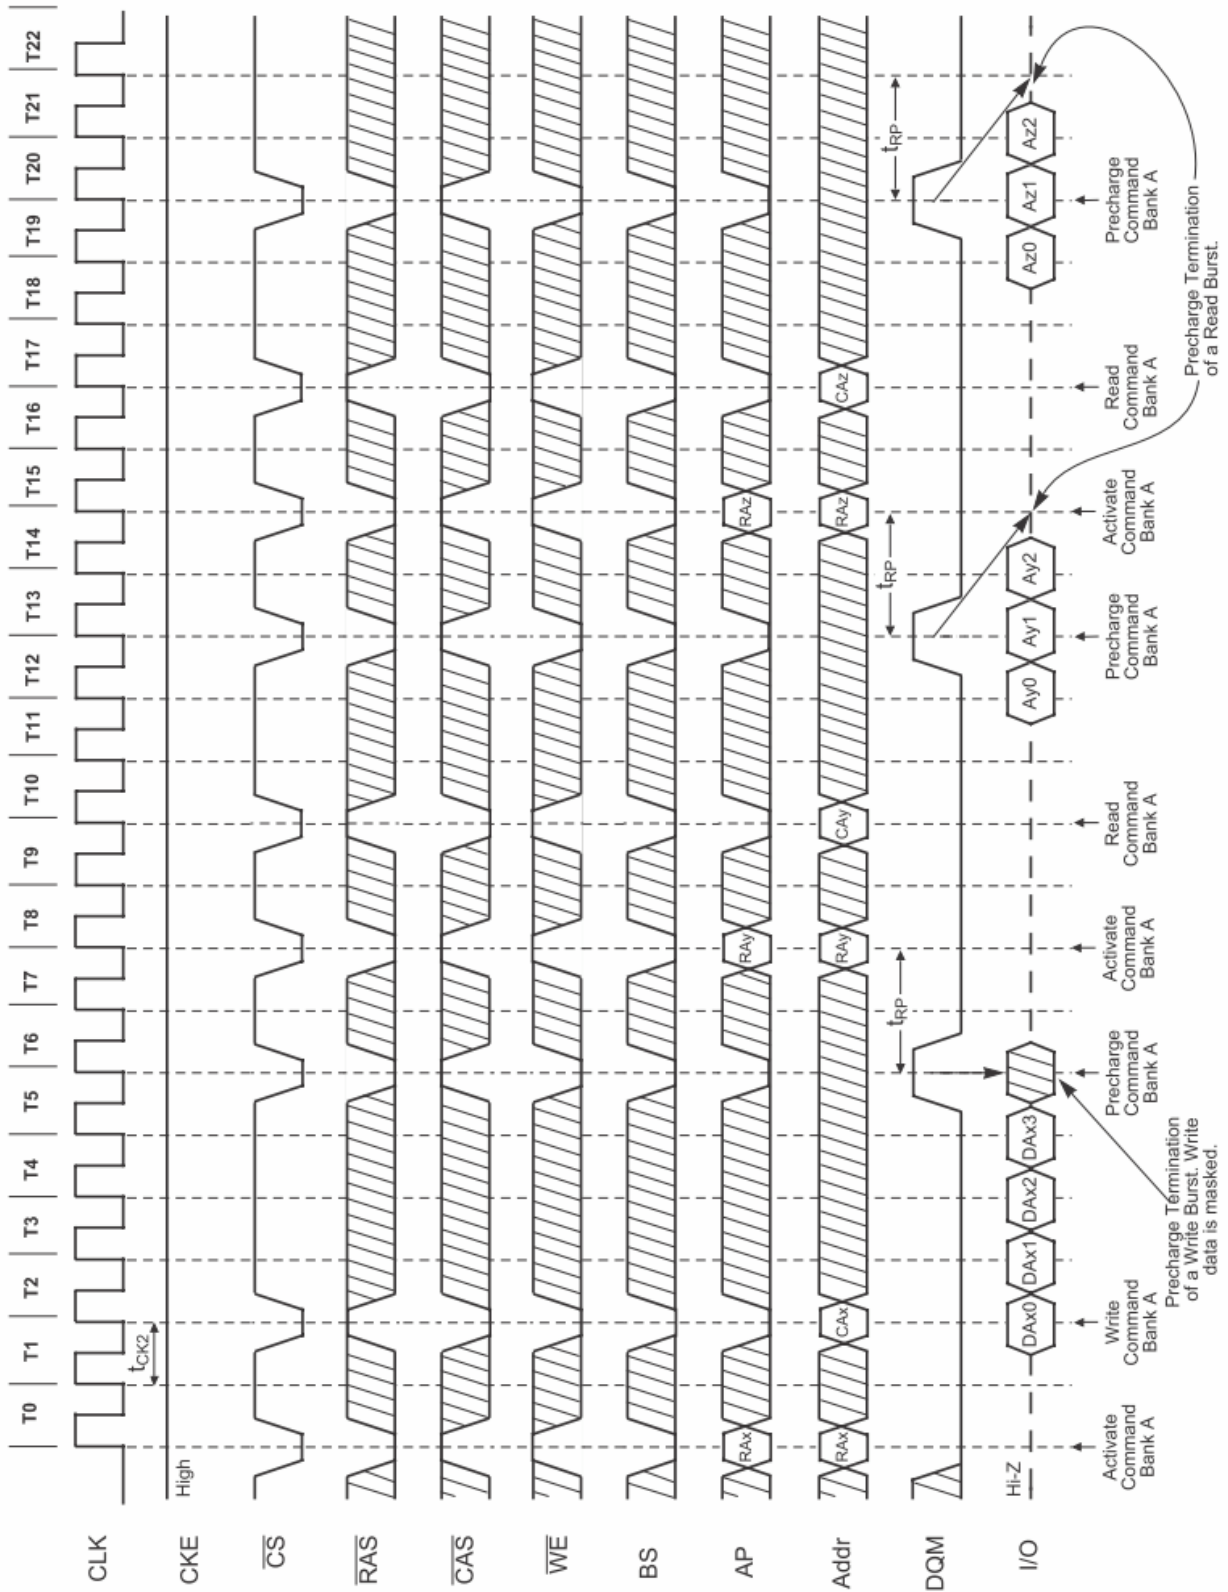 T0 T1 T2 T3 T4 T5 T6 T7 T8 T9 T10 T11 T12 T13 T14 T15 T16 T17 T18 T19 T20 T21 T22
CLK
tCK2
CKE
High
CS
RAS
CAS
WE
BS
AP
RAx RAy RAz
Addr
RAx CAx RAy CAy RAz CAz
tRP tRP tRP
DQM
I/O
Hi-Z
DAx0 DAx1 DAx2 DAx3 Ay0 Ay1 Ay2 Az0 Az1 Az2
Activate
Command
Bank A
Write
Command
Bank A
Precharge
Command
Bank A
Activate
Command
Bank A
Read
Command
Bank A
Precharge
Command
Bank A
Activate
Command
Bank A
Read
Command
Bank A
Precharge
Command
Bank A
Precharge Termination
of a Write Burst. Write
data is masked.
Precharge Termination
of a Read Burst.